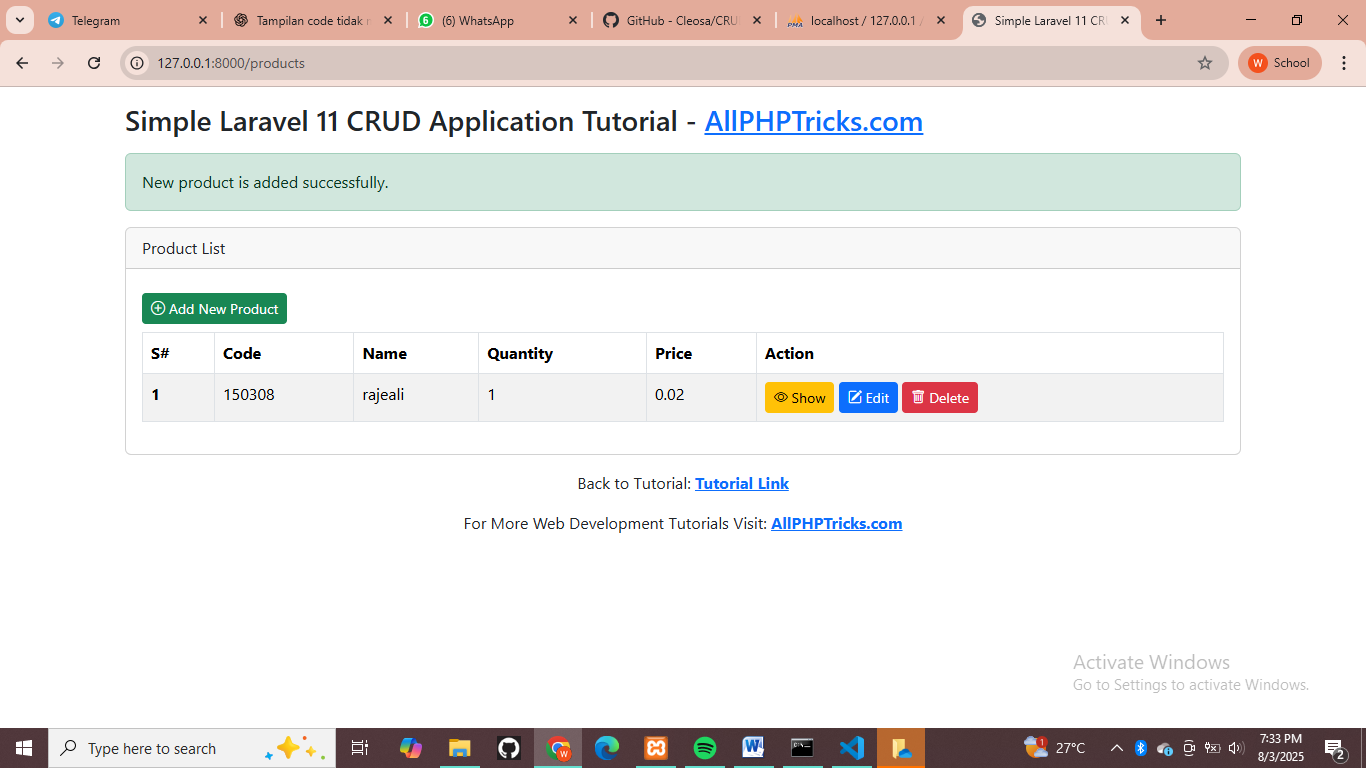 Telegram
Tampilan code tidak r
6
(6) WhatsApp
GitHub - Cleosa/CRU
PMA
localhost / 127.0.0.1 /
Simple Laravel 11 CR
127.0.0.1:8000/products
W School
Simple Laravel 11 CRUD Application Tutorial - AllPHPTricks.com
New product is added successfully.
Product List
Add New Product
S# Code Name Quantity Price Action
1 150308 rajeali 1 0.02 Show Edit Delete
Back to Tutorial: Tutorial Link
For More Web Development Tutorials Visit: AllPHPTricks.com
Activate Windows
Go to Settings to activate Windows.
Type here to search
W
W
1
27°C
7:33 PM
8/3/2025
2